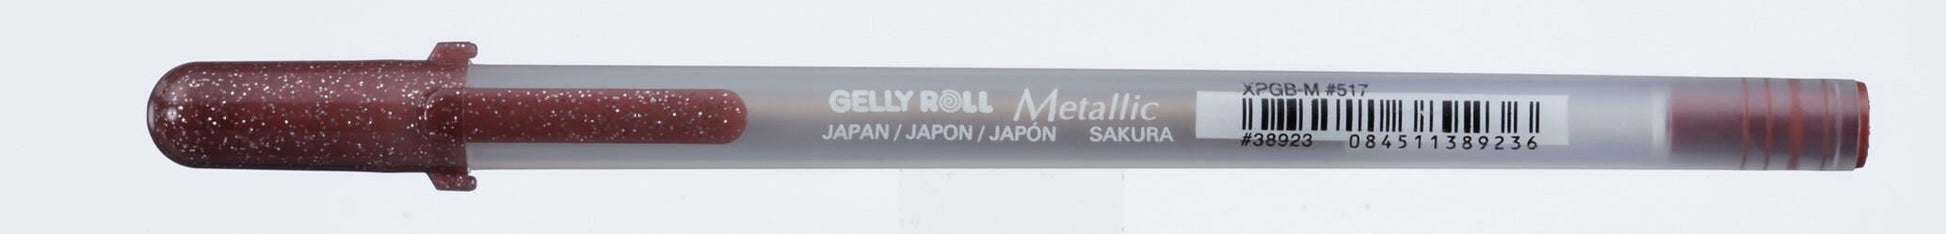 GELLY ROLL Metallic
JAPAN / JAPON / JAPÓN SAKURA
XPGB-M #517
#38923 084511389236